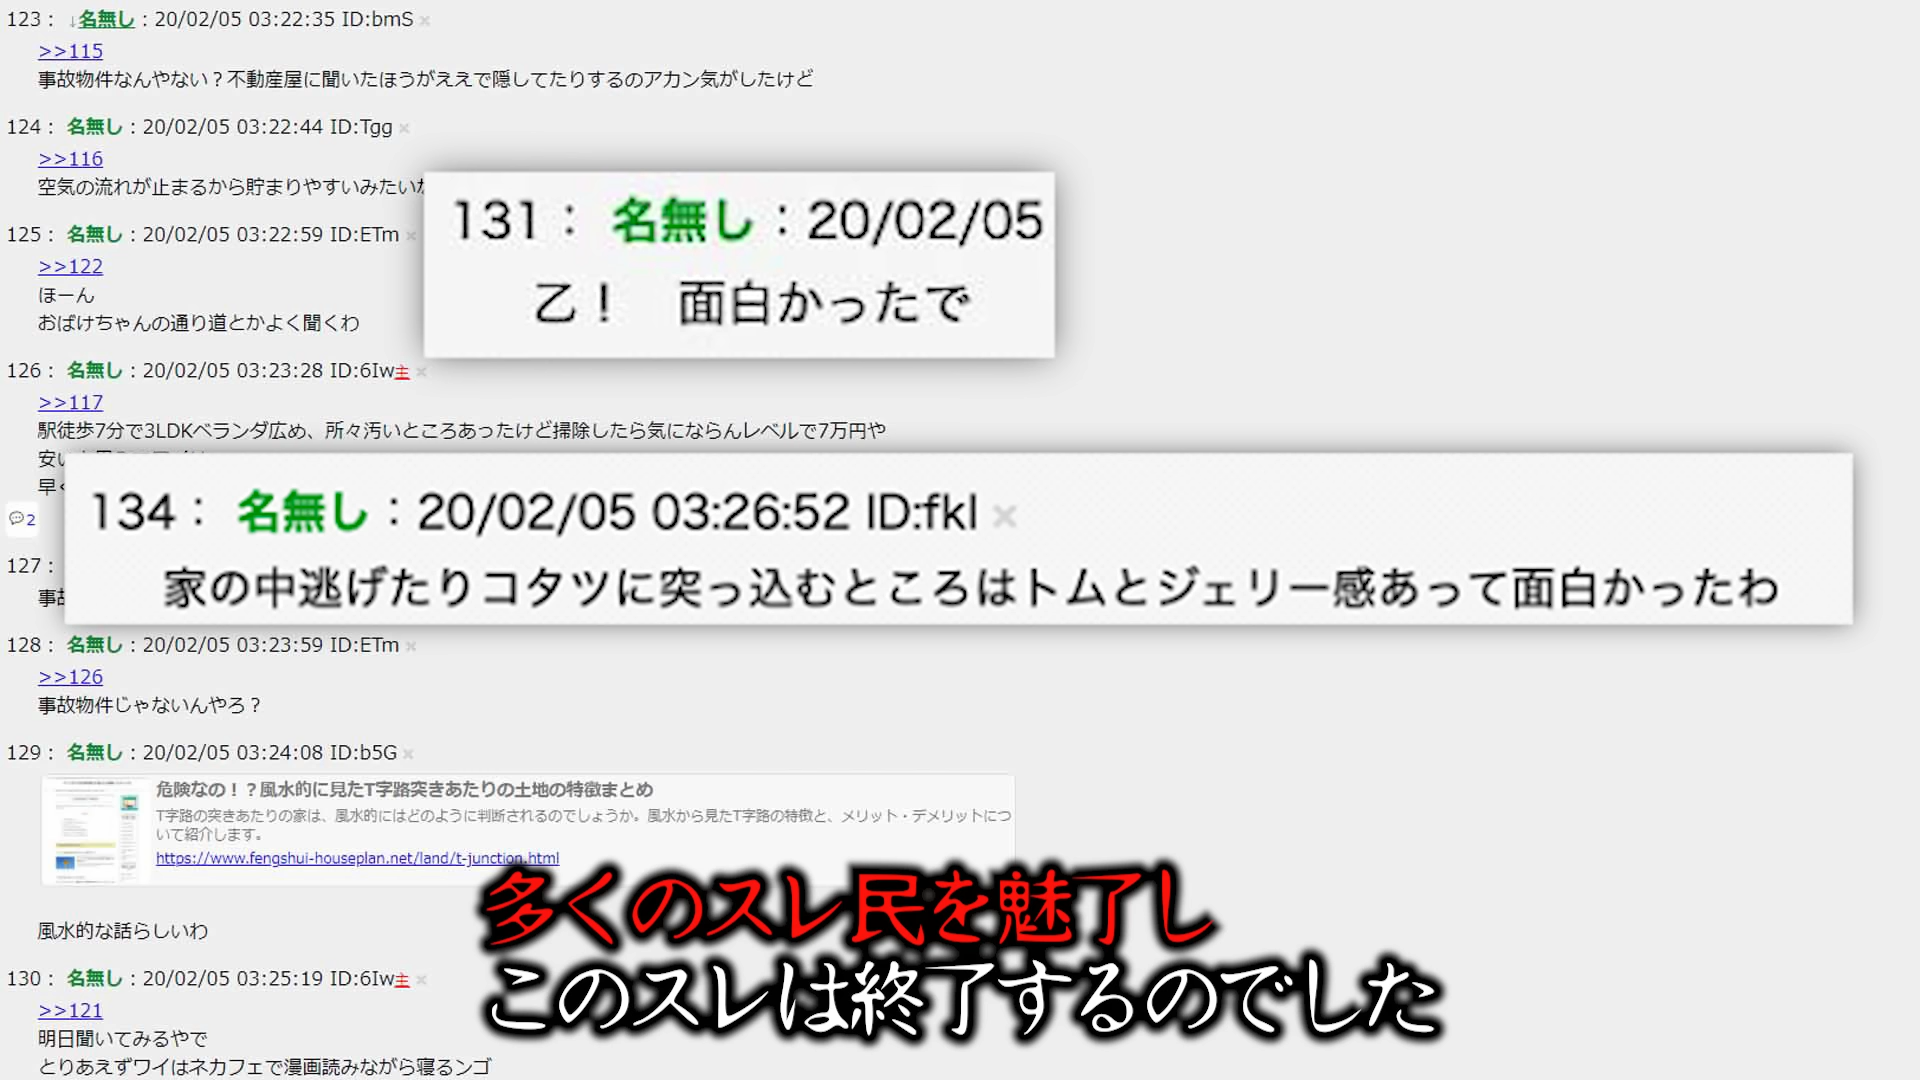 123： ↓名無し：20/02/05 03:22:35 ID:bmS ×
>>115
事故物件なんやない？不動産屋に聞いたほうがええで隠してたりするのアカン気がしたけど
124： 名無し：20/02/05 03:22:44 ID:Tgg ×
>>116
空気の流れが止まるから貯まりやすいみたい
125： 名無し：20/02/05 03:22:59 ID:ETm ×
>>122
ほーん
おばけちゃんの通り道とかよく聞くわ
131： 名無し：20/02/05
乙！　面白かったで
126： 名無し：20/02/05 03:23:28 ID:6Iw主 ×
>>117
駅徒歩7分で3LDKベランダ広め、所々汚いところあったけど掃除したら気にならんレベルで7万円や
安い
早く
2
134： 名無し：20/02/05 03:26:52 ID:fkl ×
家の中逃げたりコタツに突っ込むところはトムとジェリー感あって面白かったわ
127：
事故
128： 名無し：20/02/05 03:23:59 ID:ETm ×
>>126
事故物件じゃないんやろ？
129： 名無し：20/02/05 03:24:08 ID:b5G ×
危険なの！？風水的に見たT字路突きあたりの土地の特徴まとめ
T字路の突きあたりの家は、風水的にはどのように判断されるのでしょうか。風水から見たT字路の特徴と、メリット・デメリットにつ
いて紹介します。
https://www.fengshui-houseplan.net/land/t-junction.html
風水的な話らしいわ
130： 名無し：20/02/05 03:25:19 ID:6Iw主 ×
>>121
明日聞いてみるやで
とりあえずワイはネカフェで漫画読みながら寝るンゴ
多くのスレ民を魅了し
このスレは終了するのでした